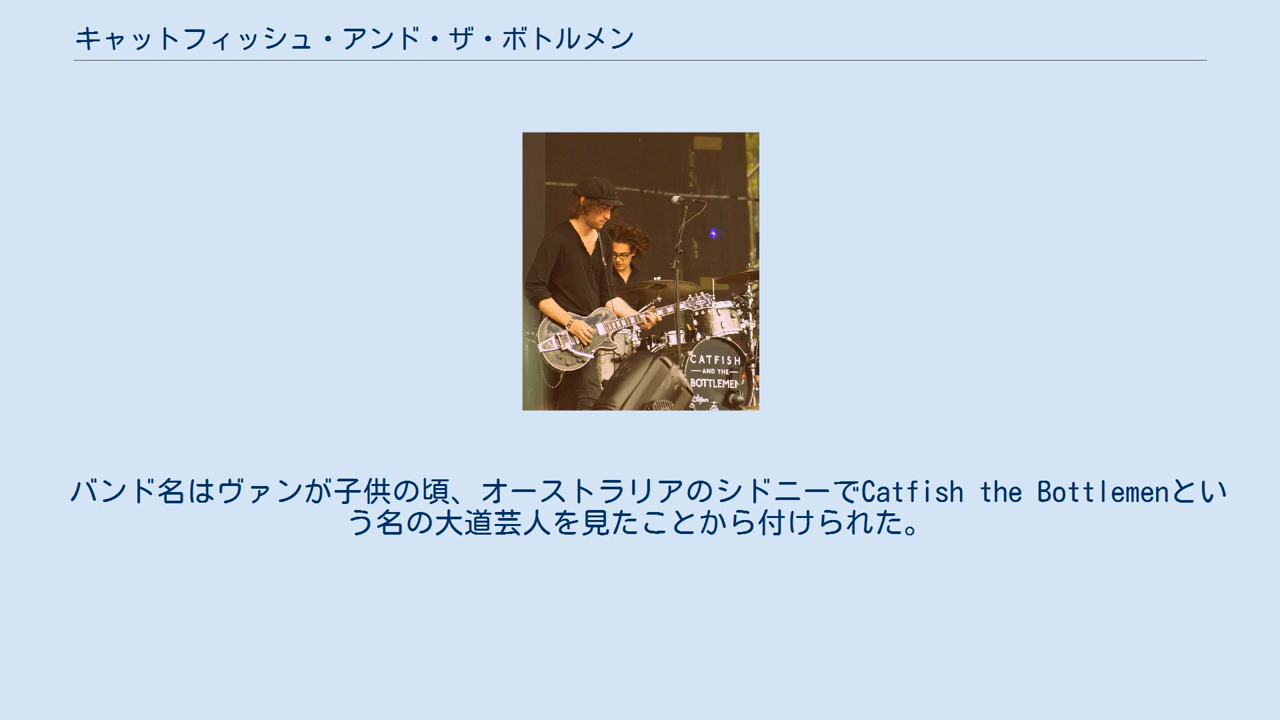 キャットフィッシュ・アンド・ザ・ボトルメン
CATFISH
AND THE
BOTTLEMEN
バンド名はヴァンが子供の頃、オーストラリアのシドニーでCatfish the Bottlemenとい
う名の大道芸人を見たことから付けられた。